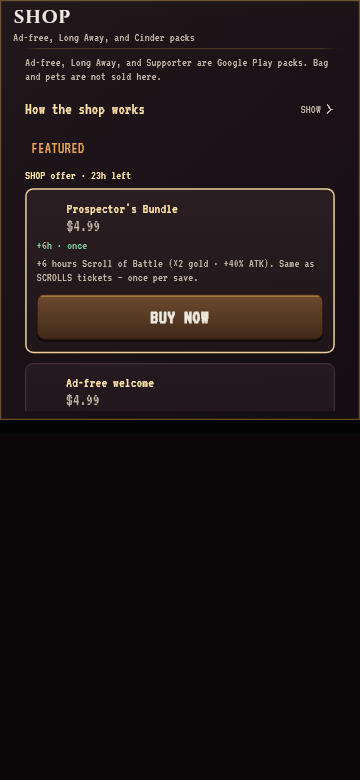 SHOP
Ad-free, Long Away, and Cinder packs
Ad-free, Long Away, and Supporter are Google Play packs. Bag
and pets are not sold here.
How the shop works
SHOW
FEATURED
SHOP offer · 23h left
Prospector's Bundle
$4.99
+6h · once
+6 hours Scroll of Battle (×2 gold · +40% ATK). Same as
SCROLLS tickets — once per save.
BUY NOW
Ad-free welcome
$4.99